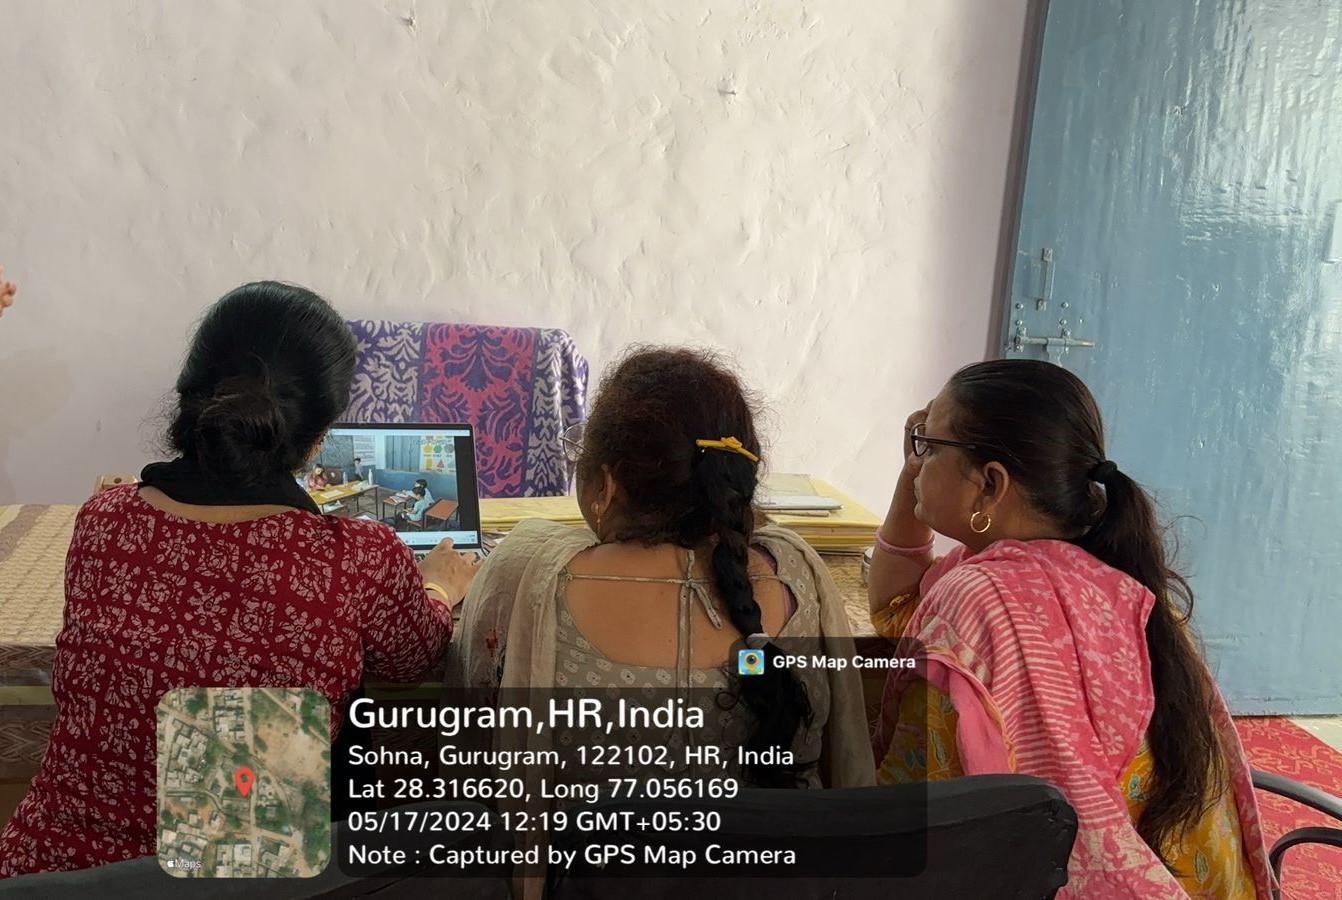 GPS Map Camera
Gurugram,HR,India
Sohna, Gurugram, 122102, HR, India
Lat 28.316620, Long 77.056169
05/17/2024 12:19 GMT+05:30
Note : Captured by GPS Map Camera
Maps